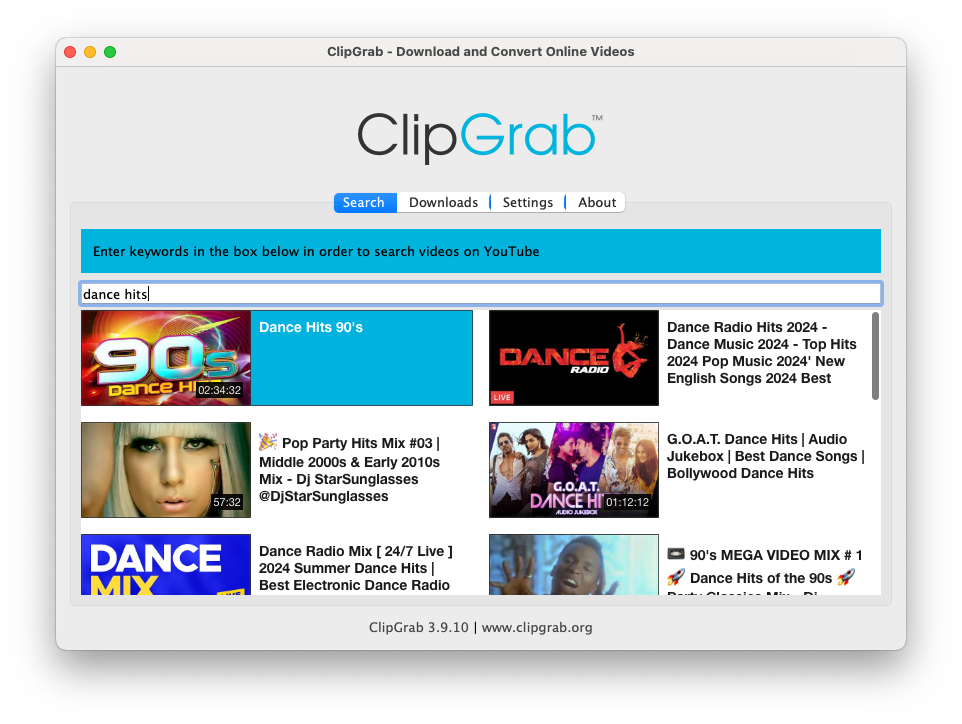 ClipGrab - Download and Convert Online Videos
ClipGrab™
Search
Downloads
Settings
About
Enter keywords in the box below in order to search videos on YouTube
dance hits
90s
DANCE HI
02:34:32
Dance Hits 90's
DANCE
RADIO
LIVE
Dance Radio Hits 2024 -
Dance Music 2024 - Top Hits
2024 Pop Music 2024' New
English Songs 2024 Best
57:32
🎉 Pop Party Hits Mix #03 |
Middle 2000s & Early 2010s
Mix - Dj StarSunglasses
@DjStarSunglasses
G.O.A.T.
DANCE HI
AUDIO JUKEBOX
01:12:12
G.O.A.T. Dance Hits | Audio
Jukebox | Best Dance Songs |
Bollywood Dance Hits
DANCE
MIX
Dance Radio Mix [ 24/7 Live ]
2024 Summer Dance Hits |
Best Electronic Dance Radio
📼 90's MEGA VIDEO MIX # 1
🚀 Dance Hits of the 90s 🚀
Party Classics Mix - Dj
ClipGrab 3.9.10 | www.clipgrab.org